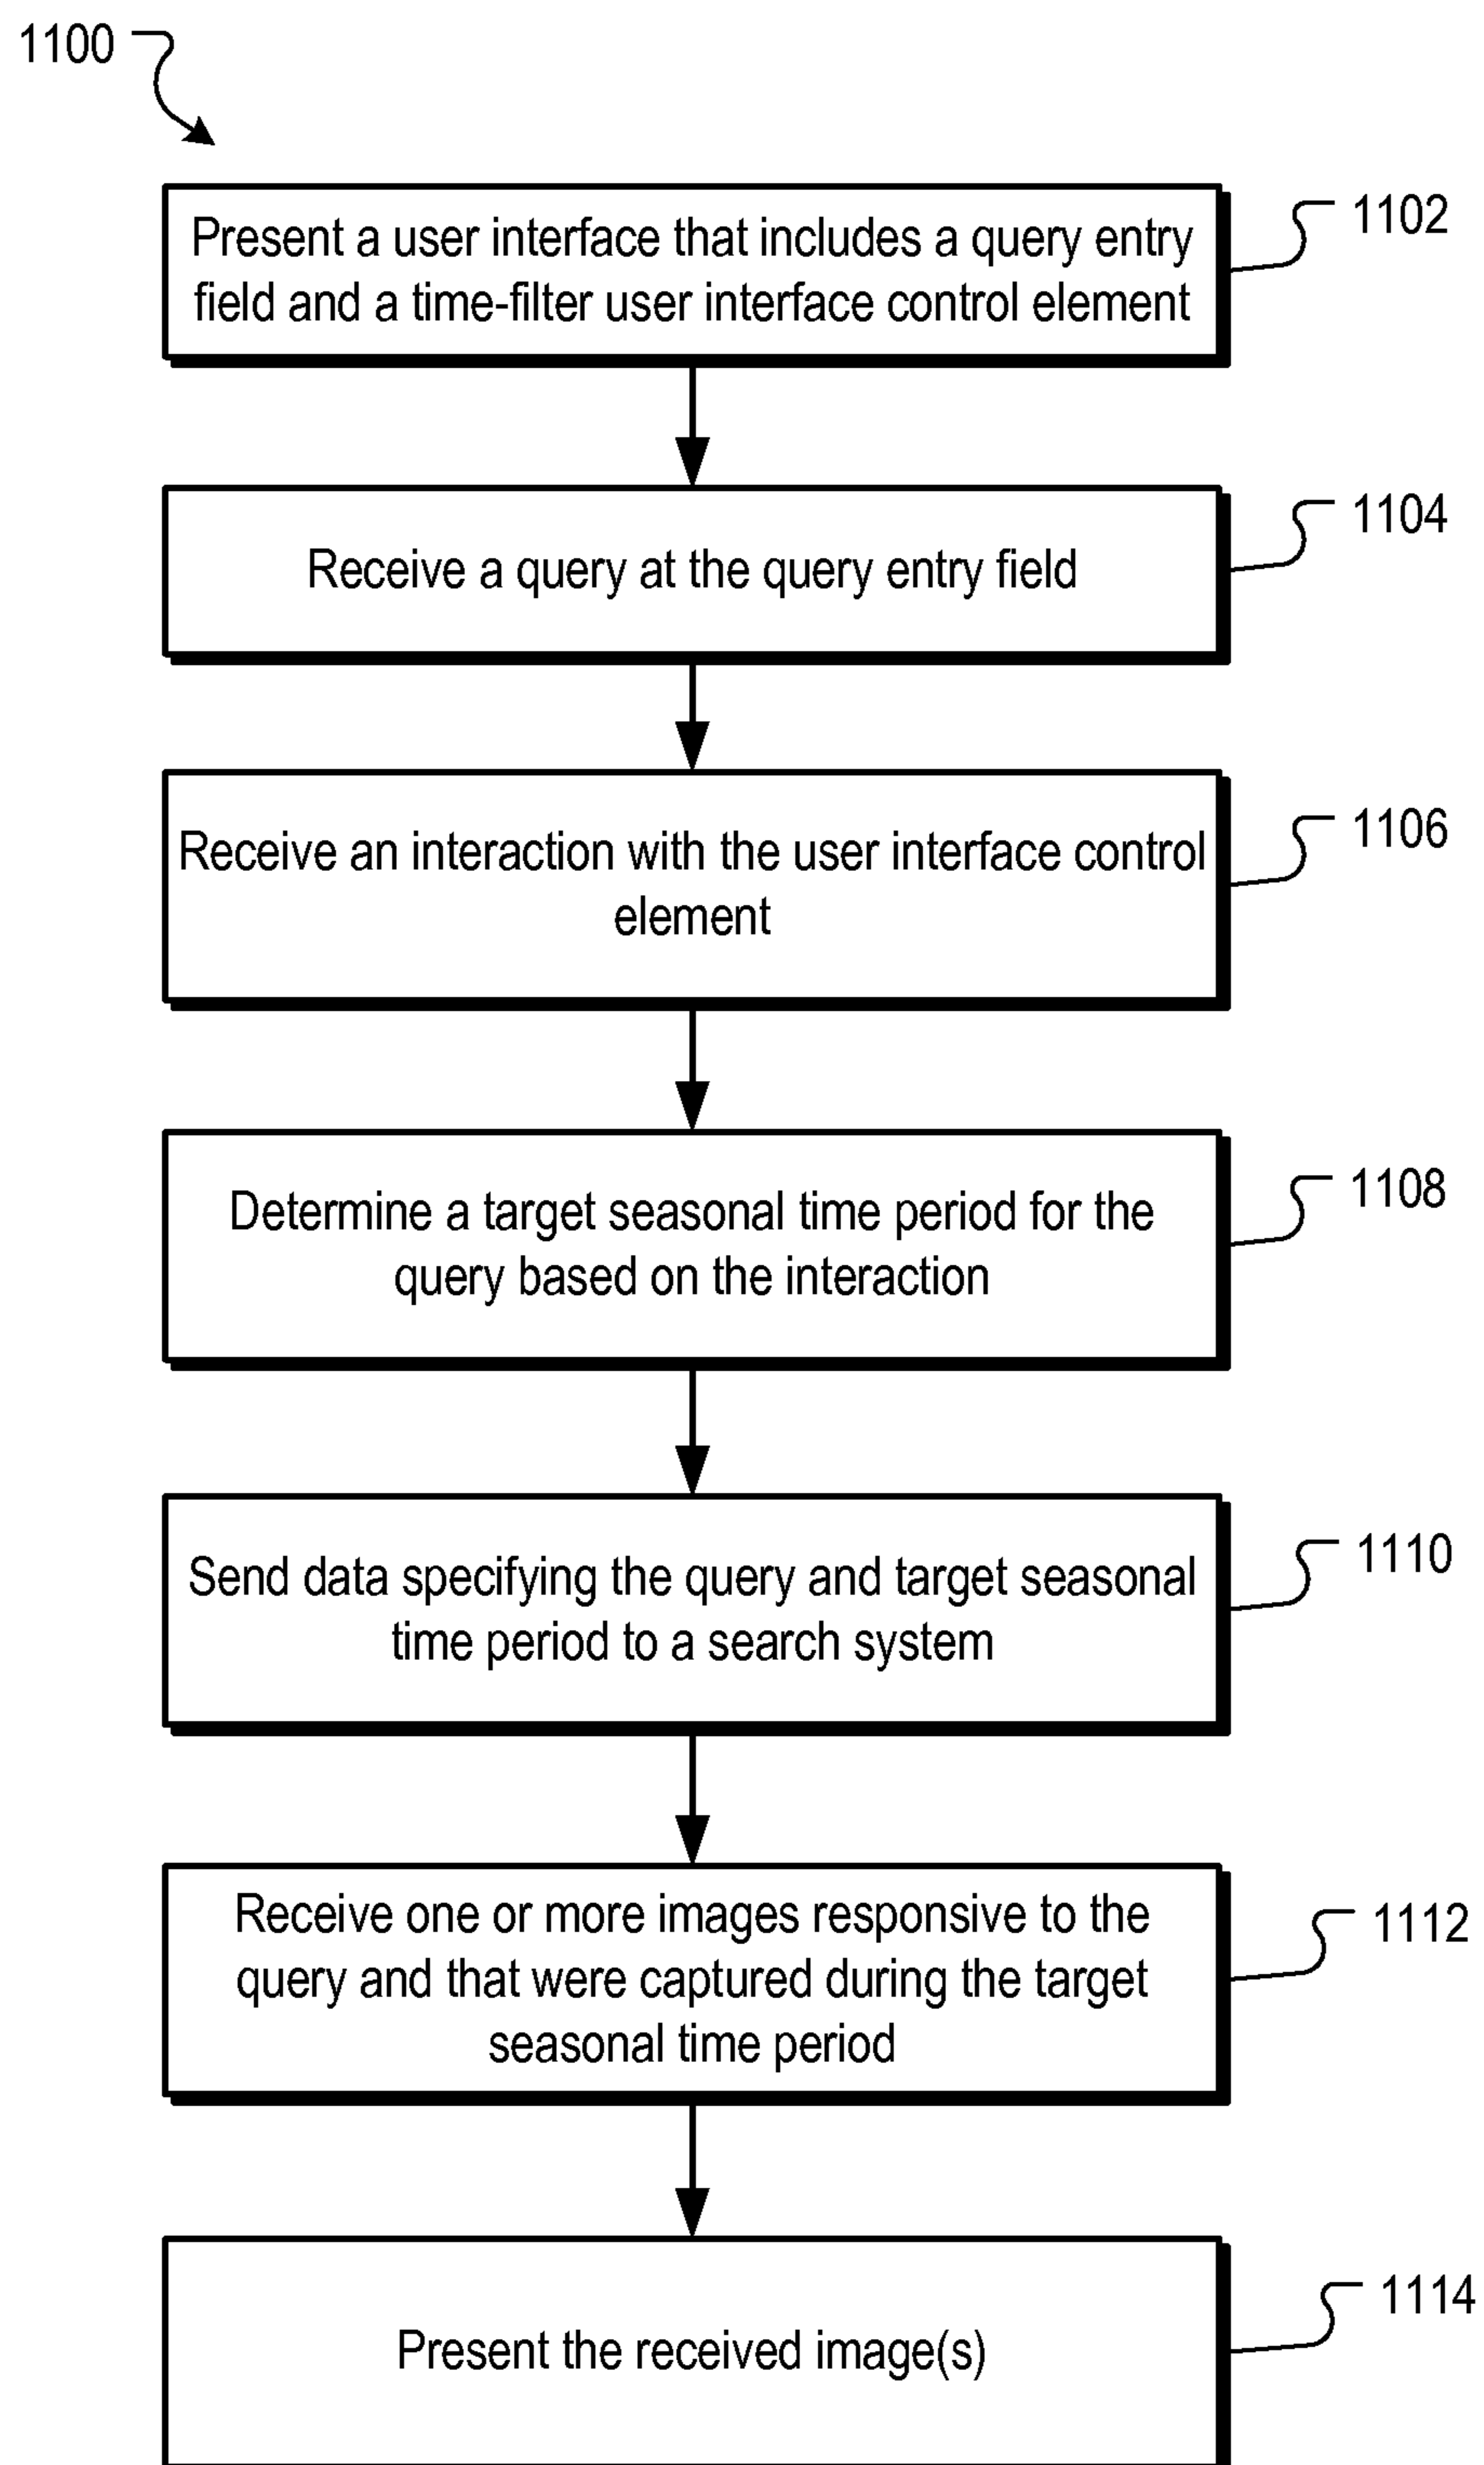 1100
Present a user interface that includes a query entry
field and a time-filter user interface control element
1102
Receive a query at the query entry field
1104
Receive an interaction with the user interface control
element
1106
Determine a target seasonal time period for the
query based on the interaction
1108
Send data specifying the query and target seasonal
time period to a search system
1110
Receive one or more images responsive to the
query and that were captured during the target
seasonal time period
1112
Present the received image(s)
1114